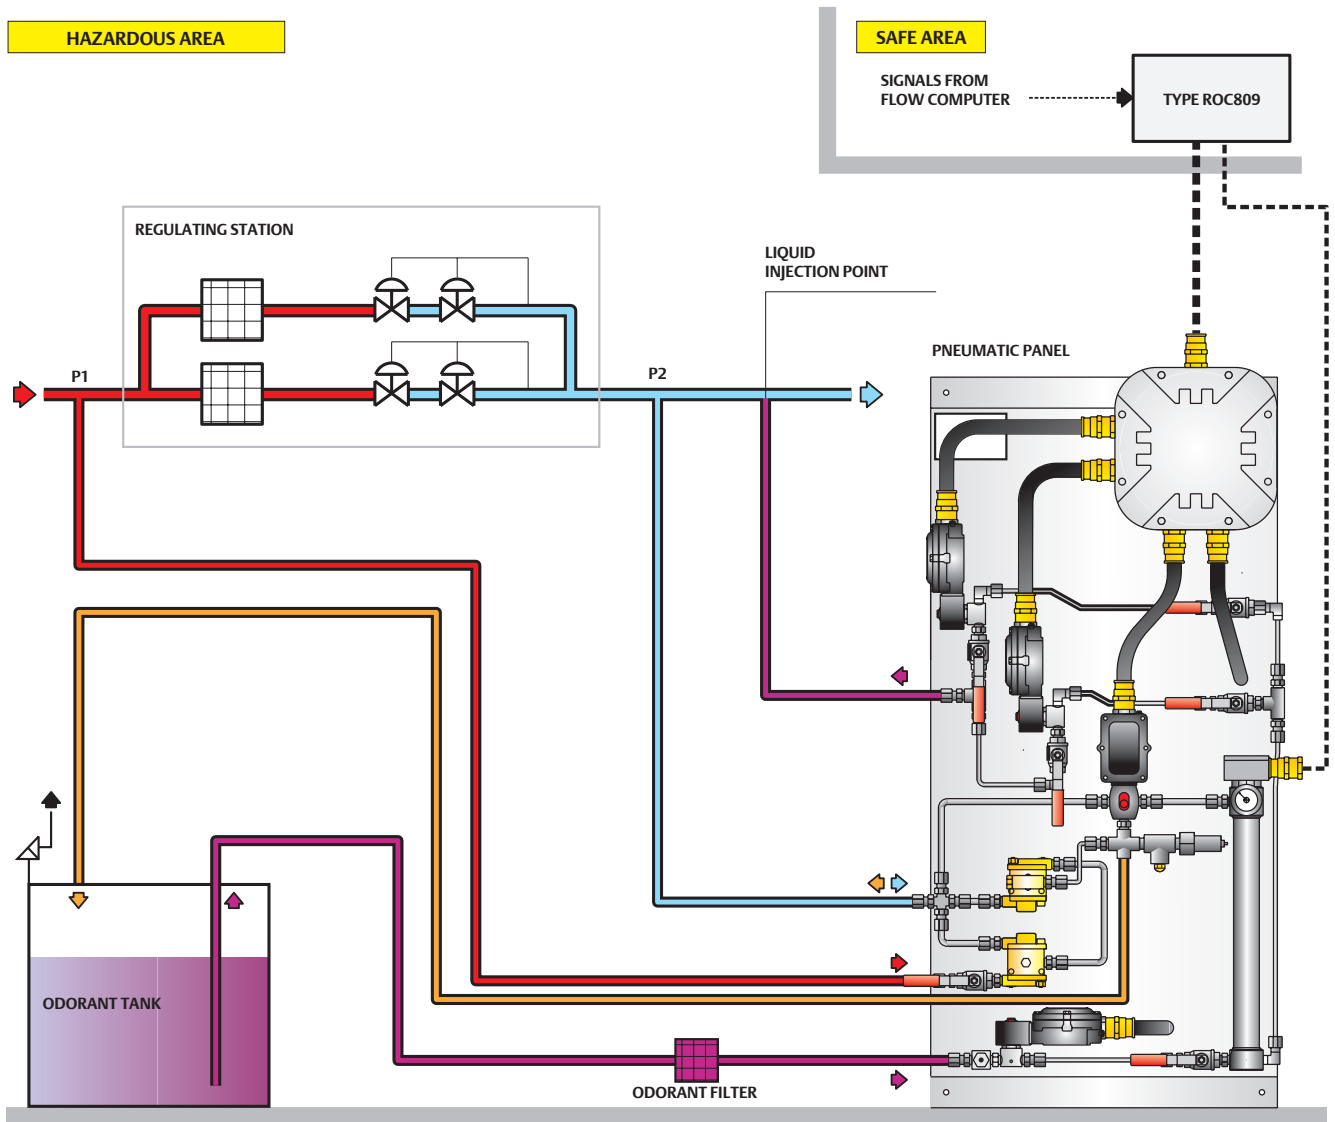 HAZARDOUS AREA
SAFE AREA
SIGNALS FROM
FLOW COMPUTER
TYPE ROC809
REGULATING STATION
LIQUID
INJECTION POINT
P1
P2
PNEUMATIC PANEL
ODORANT TANK
ODORANT FILTER